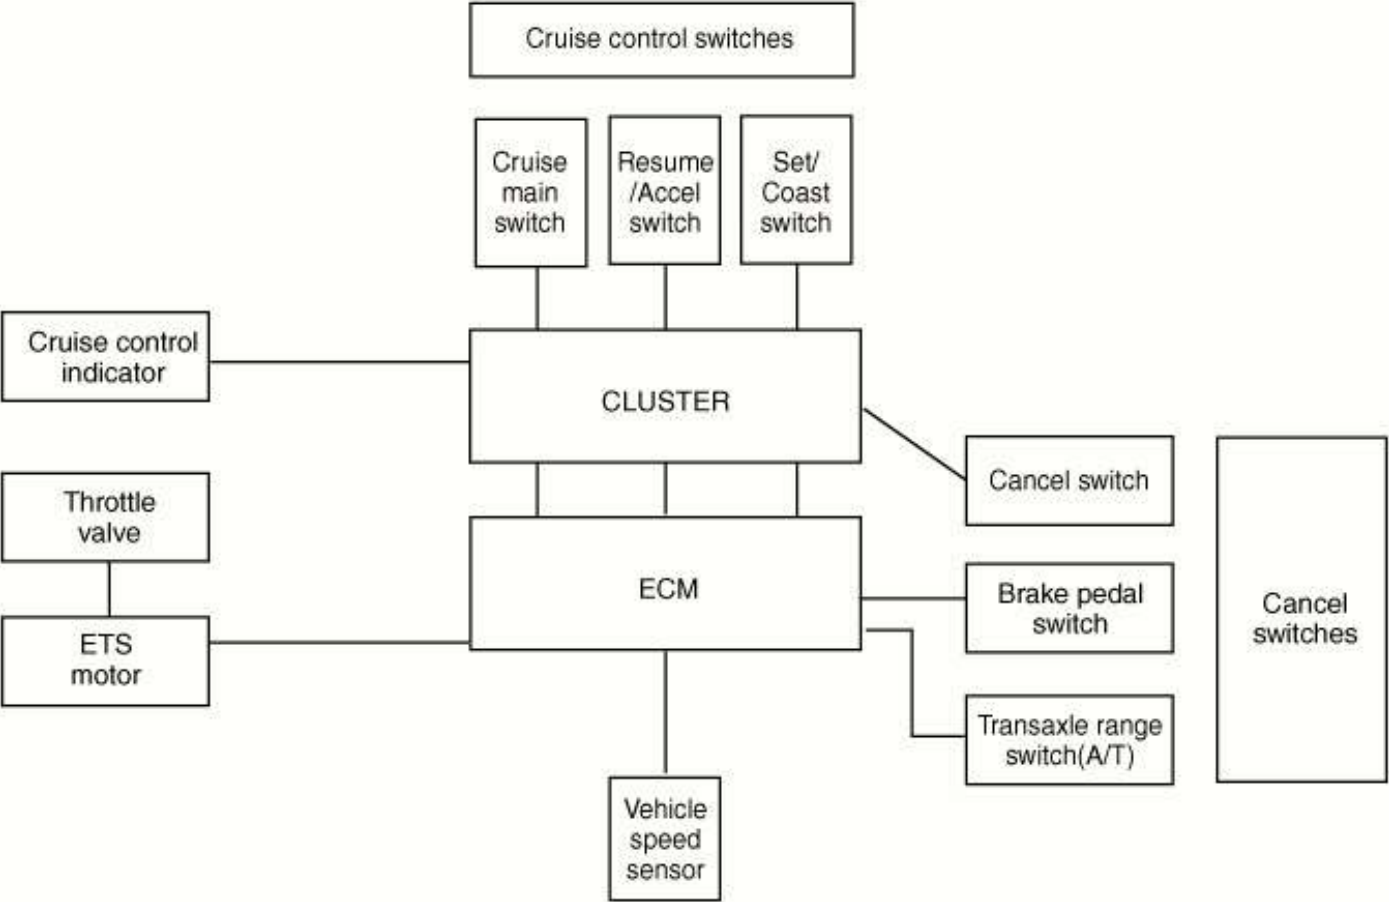 Cruise control switches
Cruise
main
switch
Resume
/Accel
switch
Set/
Coast
switch
Cruise control
indicator
CLUSTER
Cancel switch
Throttle
valve
ECM
Brake pedal
switch
Cancel
switches
ETS
motor
Transaxle range
switch(A/T)
Vehicle
speed
sensor